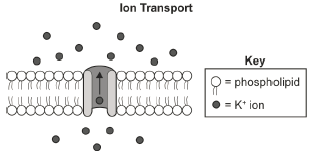 Ion Transport
Key
= phospholipid
= K⁺ ion